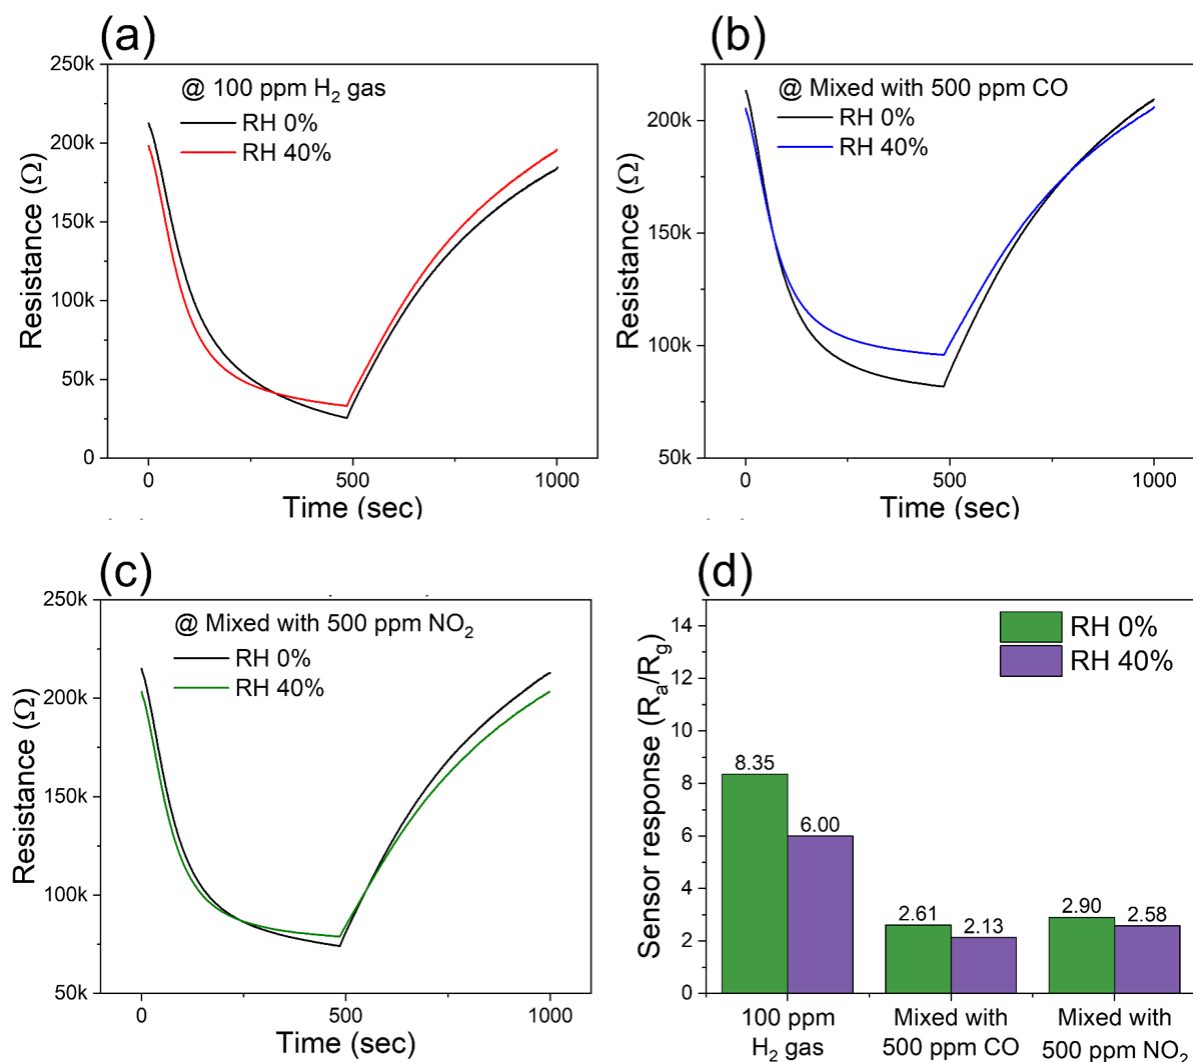 (a)
250k
200k
150k
100k
50k
0
Resistance (Ω)
@ 100 ppm H₂ gas
RH 0%
RH 40%
0
500
1000
Time (sec)
(b)
200k
150k
100k
50k
Resistance (Ω)
@ Mixed with 500 ppm CO
RH 0%
RH 40%
0
500
1000
Time (sec)
(c)
250k
200k
150k
100k
50k
Resistance (Ω)
@ Mixed with 500 ppm NO₂
RH 0%
RH 40%
0
500
1000
Time (sec)
(d)
14
12
10
8
6
4
2
0
Sensor response (Rₐ/R_g)
RH 0%
RH 40%
8.35
6.00
2.61
2.13
2.90
2.58
100 ppm
H₂ gas
Mixed with
500 ppm CO
Mixed with
500 ppm NO₂